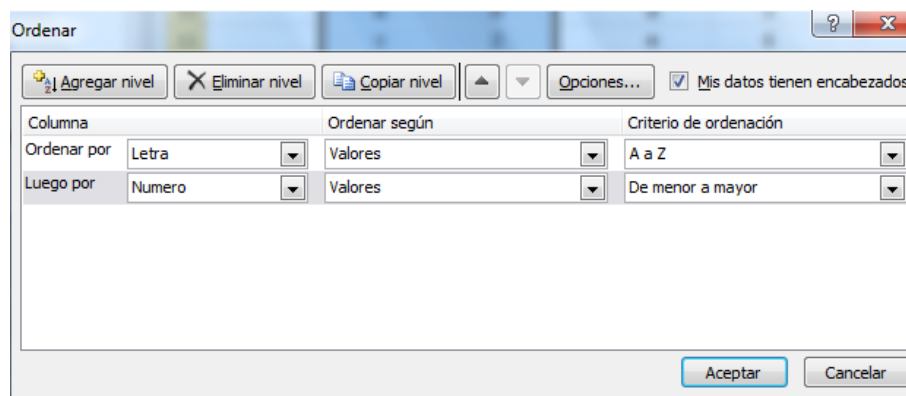 Ordenar
Agregar nivel Eliminar nivel Copiar nivel Opciones... Mis datos tienen encabezados
Columna Ordenar según Criterio de ordenación
Ordenar por Letra Valores A a Z
Luego por Numero Valores De menor a mayor
Aceptar Cancelar